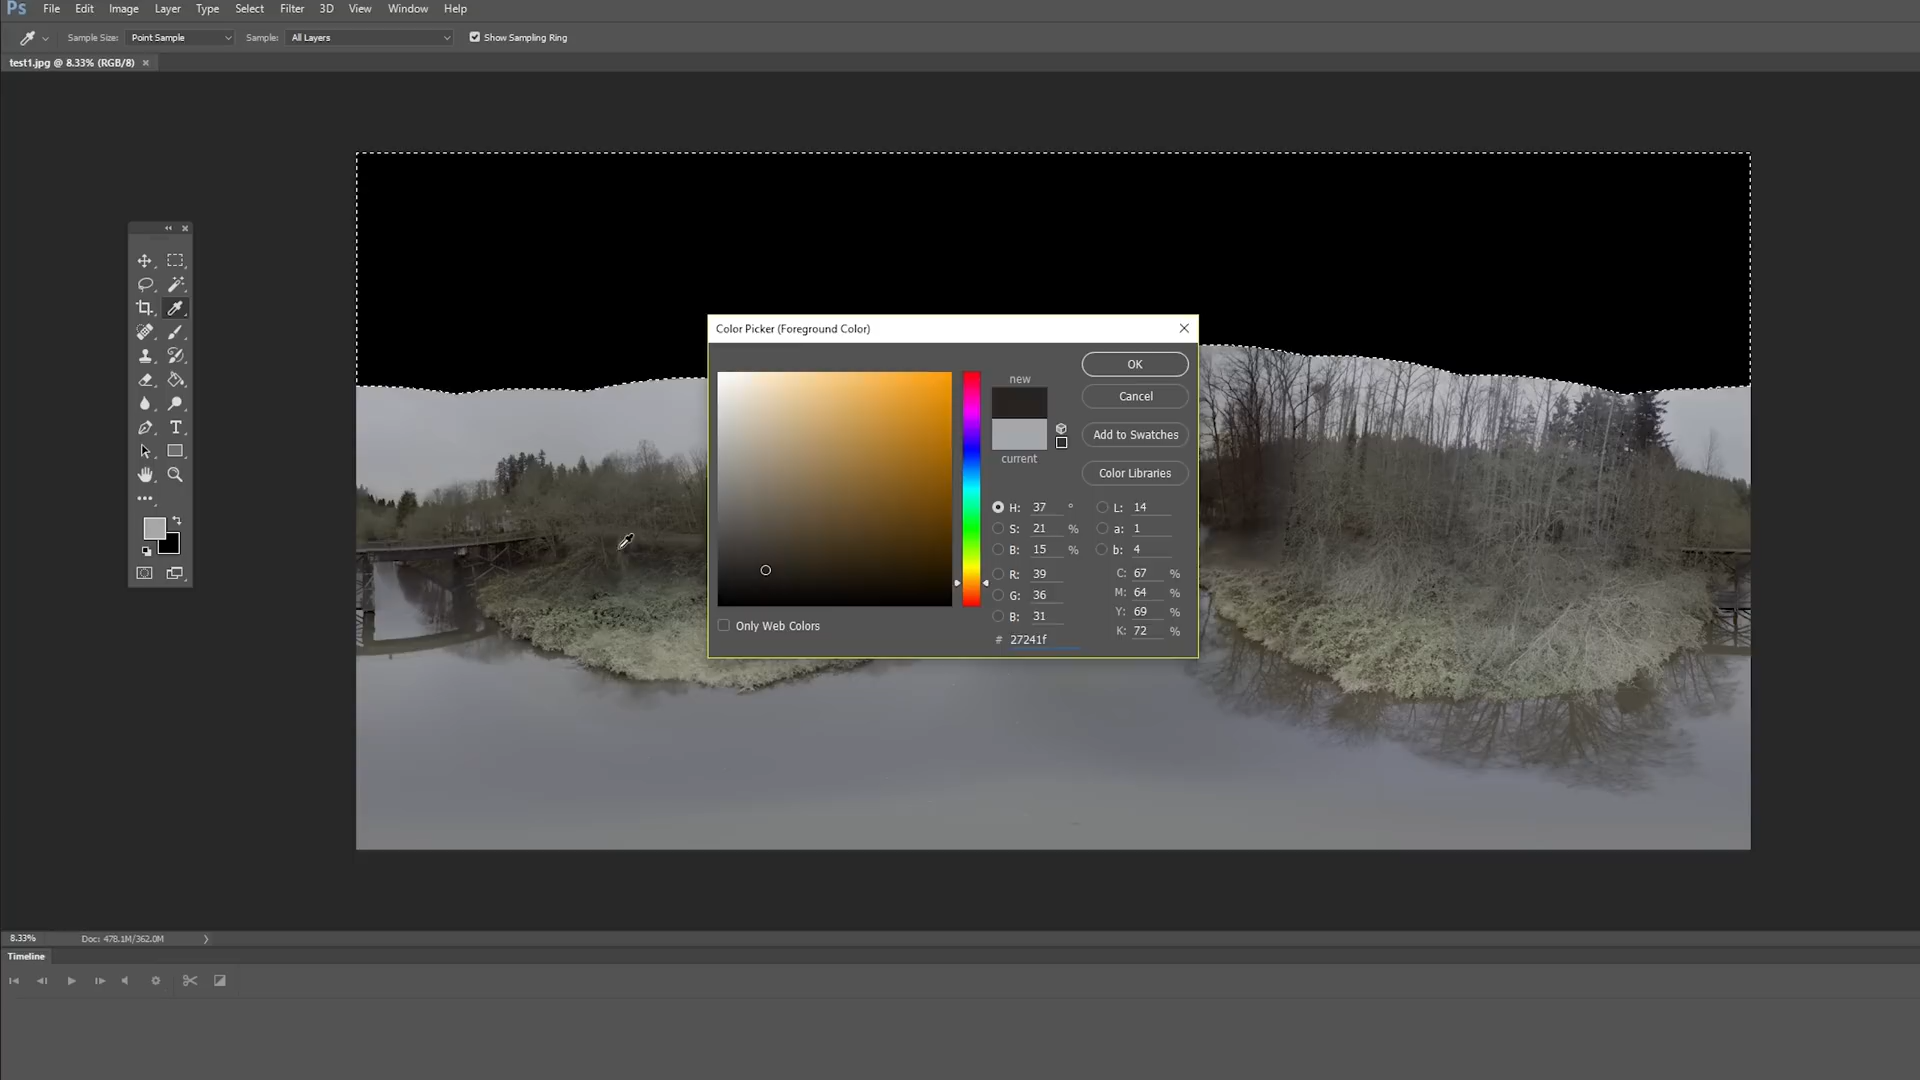 Ps File Edit Image Layer Type Select Filter 3D View Window Help
Sample Size: Point Sample Sample: All Layers Show Sampling Ring
test1.jpg @ 8.33% (RGB/8) ×
Color Picker (Foreground Color)
new
current
OK
Cancel
Add to Swatches
Color Libraries
H: 37 ° L: 14
S: 21 % a: 1
B: 15 % b: 4
R: 39 C: 67 %
G: 36 M: 64 %
B: 31 Y: 69 %
# 27241f K: 72 %
Only Web Colors
T
8.33% Doc: 478.1M/362.0M
Timeline